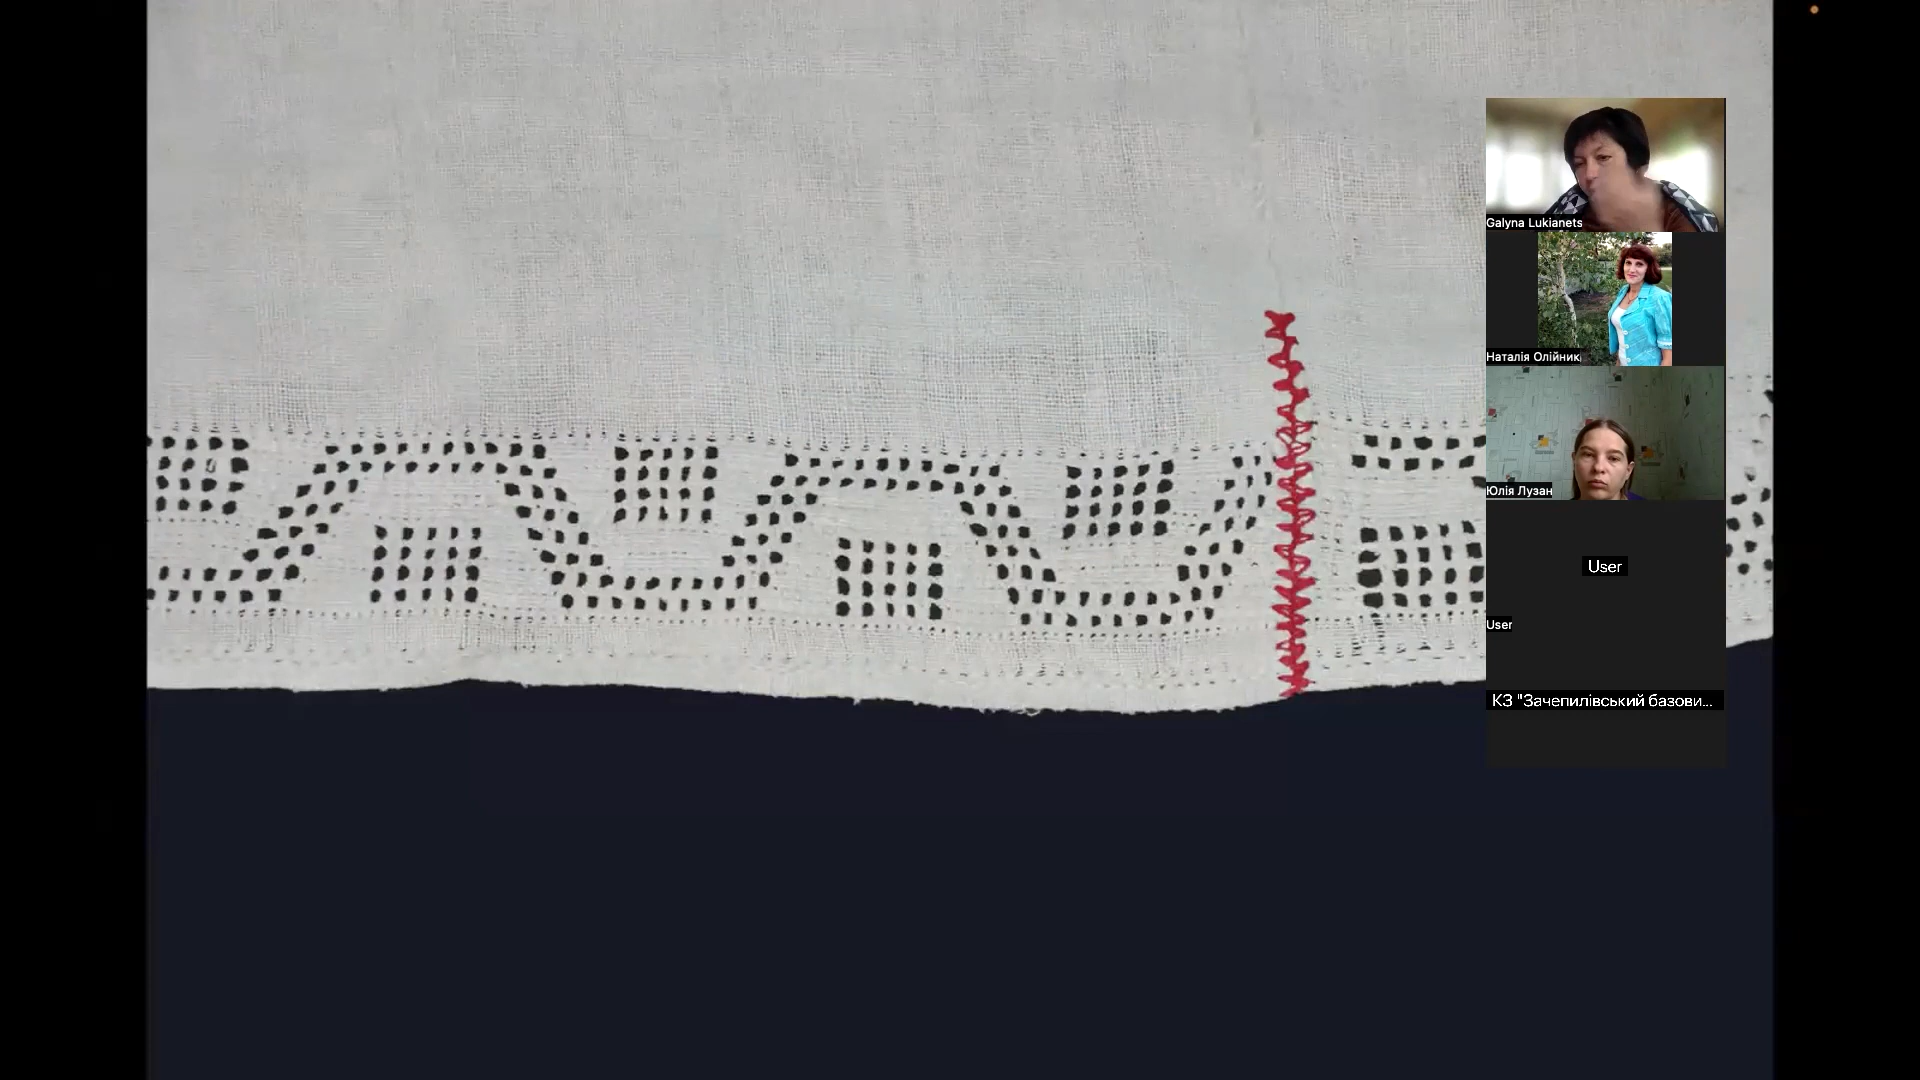 Galyna Lukianets
Наталія Олійник
Юлія Лузан
User
User
КЗ "Зачепилівський базови...